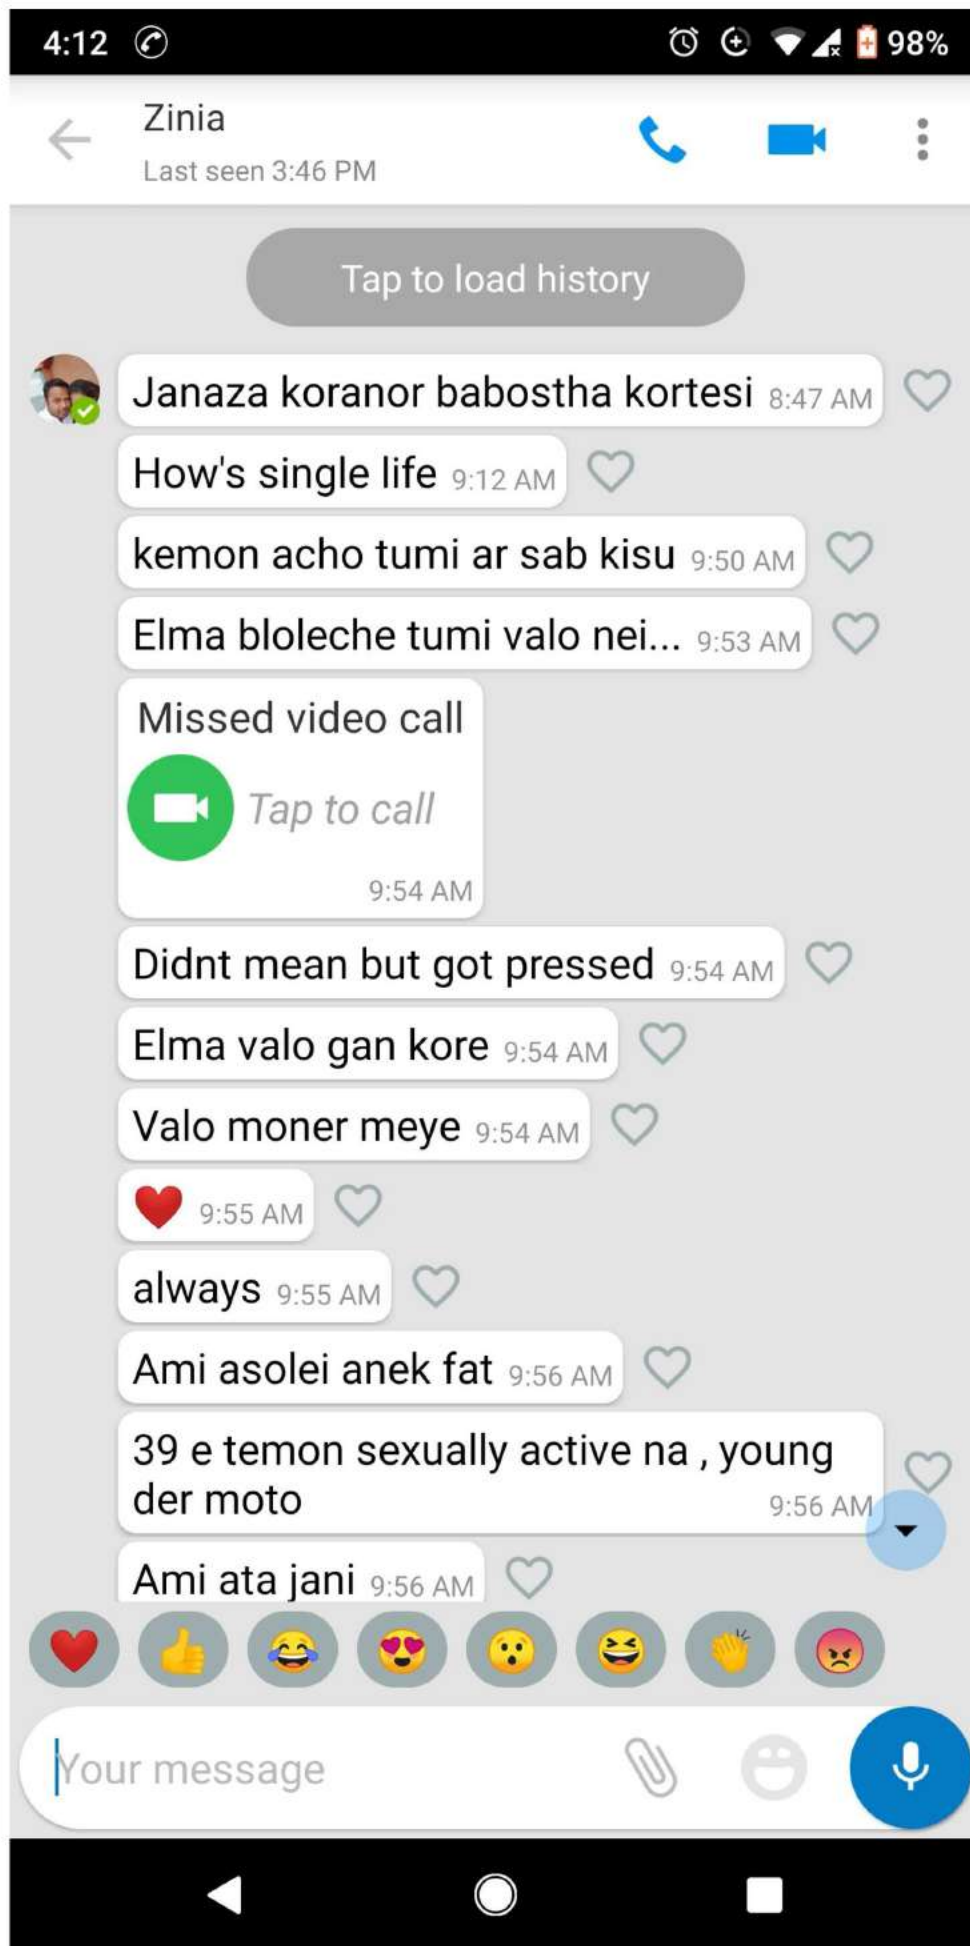 4:12
98%
Zinia
Last seen 3:46 PM
Tap to load history
Janaza koranor babostha kortesi 8:47 AM
How's single life 9:12 AM
kemon acho tumi ar sab kisu 9:50 AM
Elma bloleche tumi valo nei... 9:53 AM
Missed video call
Tap to call
9:54 AM
Didnt mean but got pressed 9:54 AM
Elma valo gan kore 9:54 AM
Valo moner meye 9:54 AM
❤️ 9:55 AM
always 9:55 AM
Ami asolei anek fat 9:56 AM
39 e temon sexually active na , young
der moto 9:56 AM
Ami ata jani 9:56 AM
Your message